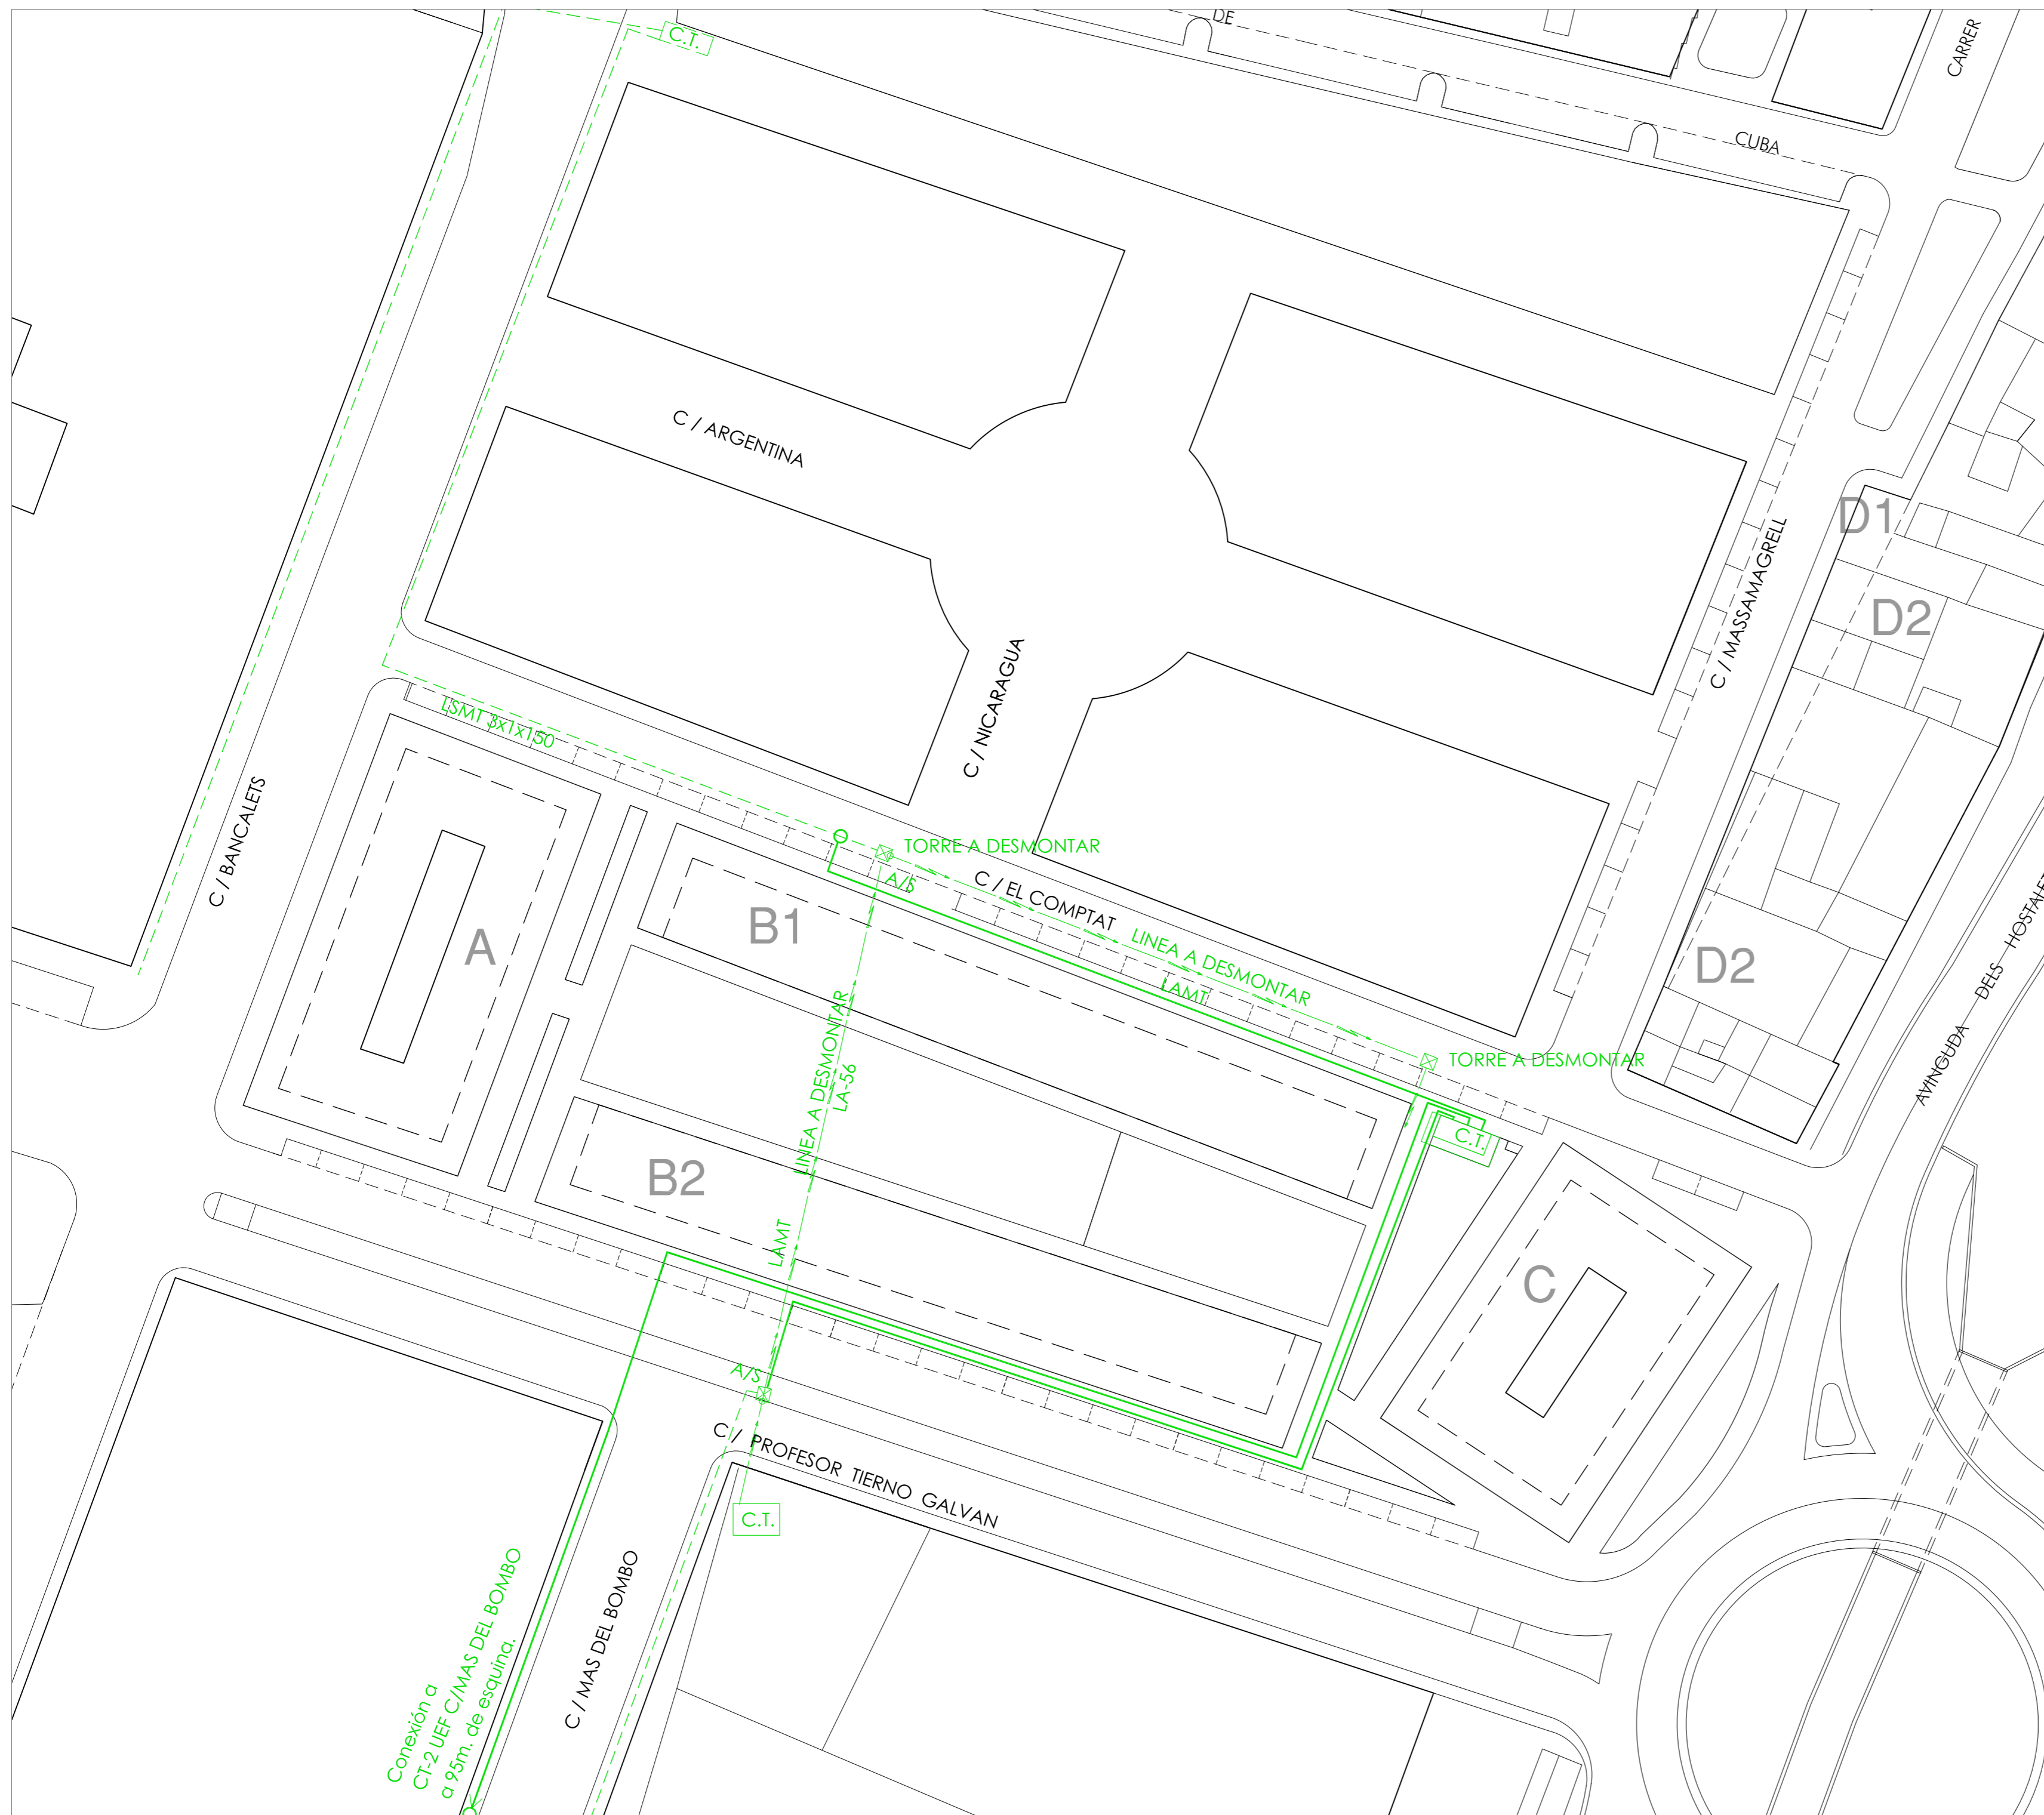 DE
C.T.
CARRER
CUBA
C / ARGENTINA
D1
C / MASSAMAGRELL
D2
C / NICARAGUA
LSMT 3x1x150
C / BANCALETS
TORRE A DESMONTAR
A/S
C / EL COMPTAT
B1
A
LINEA A DESMONTAR
LAMT
D2
AVINGUDA DELS
LINEA A DESMONTAR
LA-56
TORRE A DESMONTAR
C.T.
B2
LAMT
C
A/S
C / PROFESOR TIERNO GALVAN
C.T.
C / MAS DEL BOMBO
Conexión a
CT-2 UEF C/MAS DEL BOMBO
a 95m. de esquina.